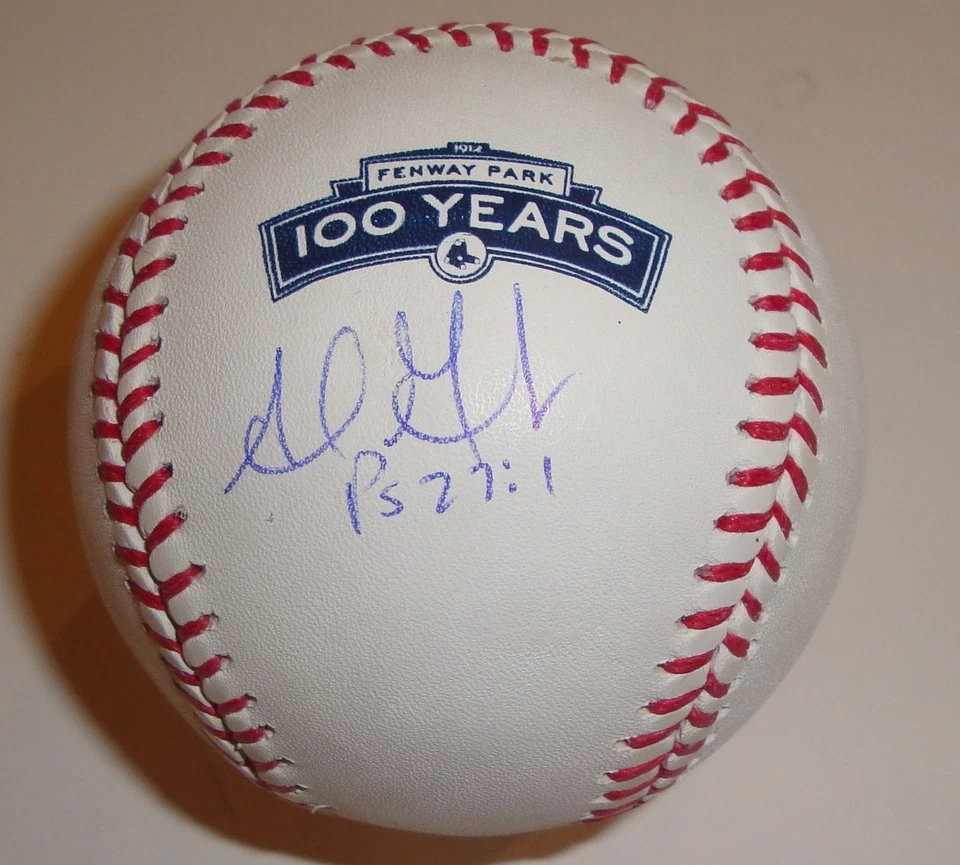 1912
FENWAY PARK
100 YEARS
Ps 27:1